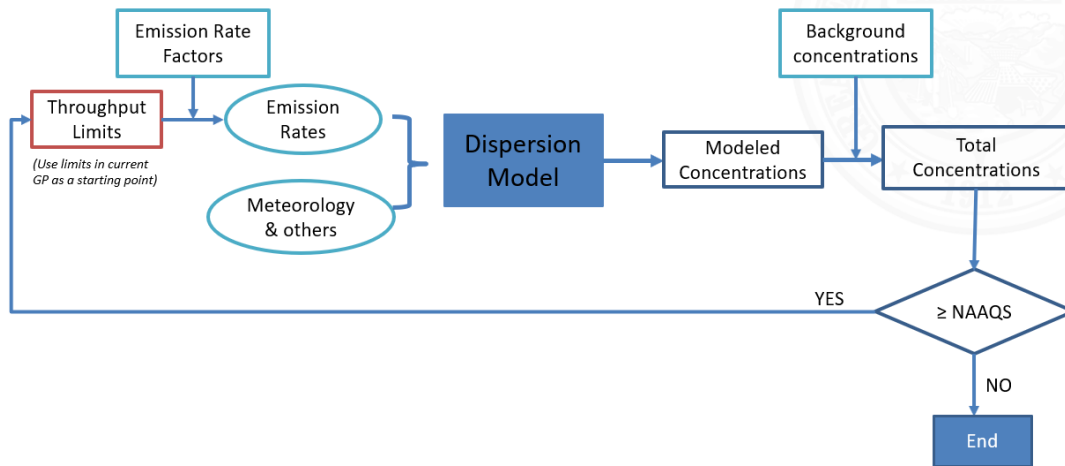 Emission Rate
Factors
Background
concentrations
Throughput
Limits
Emission
Rates
(Use limits in current
GP as a starting point)
Dispersion
Model
Modeled
Concentrations
Total
Concentrations
Meteorology
& others
YES
≥ NAAQS
NO
End